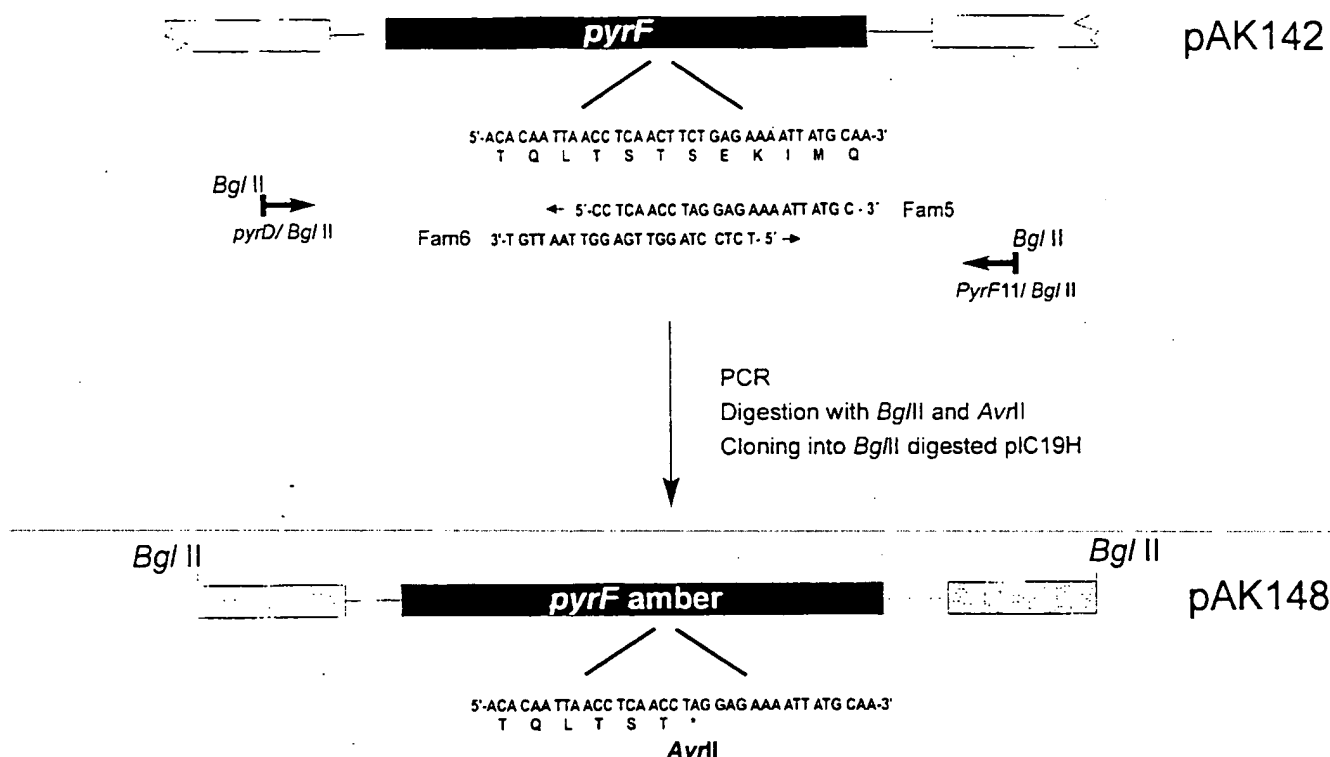 pyrF
pAK142
5'-ACA CAA TTA ACC TCA ACT TCT GAG AAA ATT ATG CAA-3'
T Q L T S T S E K I M Q
Bgl II
pyrD/ Bgl II
← 5'-CC TCA ACC TAG GAG AAA ATT ATG C - 3' Fam5
Fam6 3'-T GTT AAT TGG AGT TGG ATC CTC T- 5' →
Bgl II
PyrF11/ Bgl II
PCR
Digestion with BglII and AvrII
Cloning into BglII digested pIC19H
Bgl II
Bgl II
pyrF amber
pAK148
5'-ACA CAA TTA ACC TCA ACC TAG GAG AAA ATT ATG CAA-3'
T Q L T S T *
AvrII